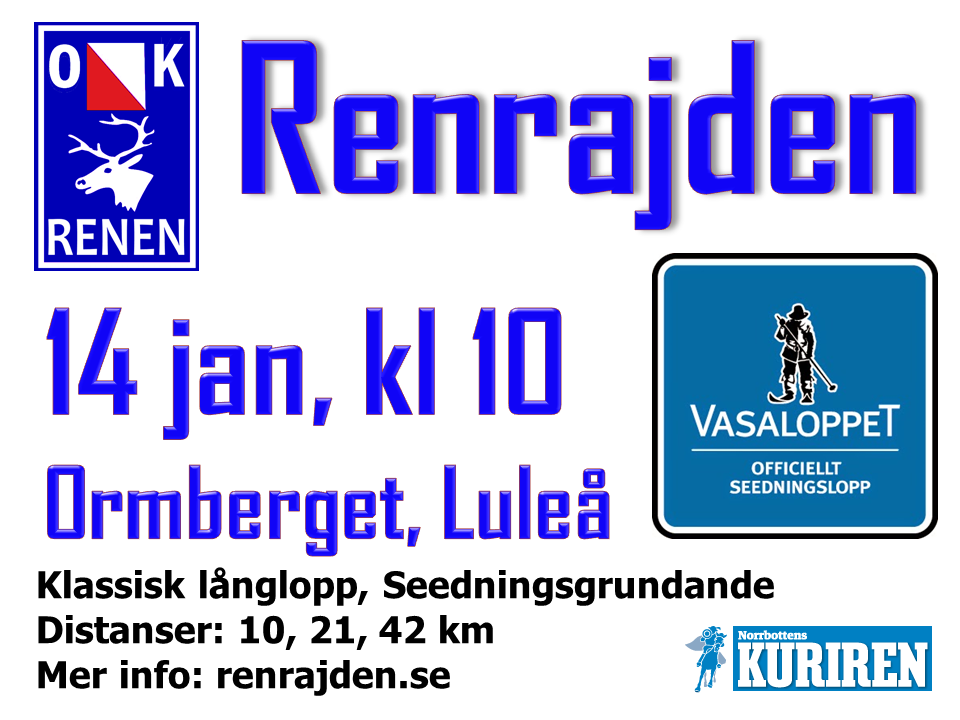 O K
RENEN
Renrajden
14 jan, kl 10
Ormberget, Luleå
VASALOPPET
OFFICIELLT
SEEDNINGSLOPP
Klassisk långlopp, Seedningsgrundande
Distanser: 10, 21, 42 km
Mer info: renrajden.se
Norrbottens
KURIREN